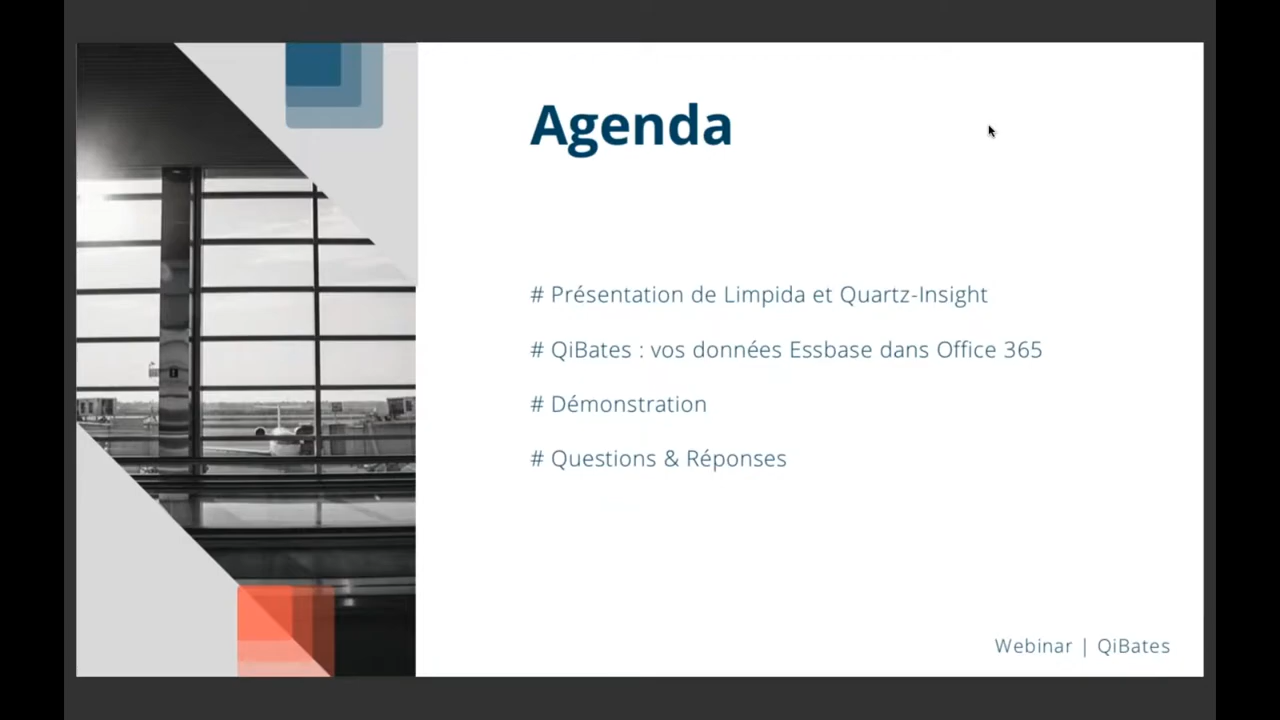 Agenda
# Présentation de Limpida et Quartz-Insight
# QiBates : vos données Essbase dans Office 365
# Démonstration
# Questions & Réponses
Webinar | QiBates